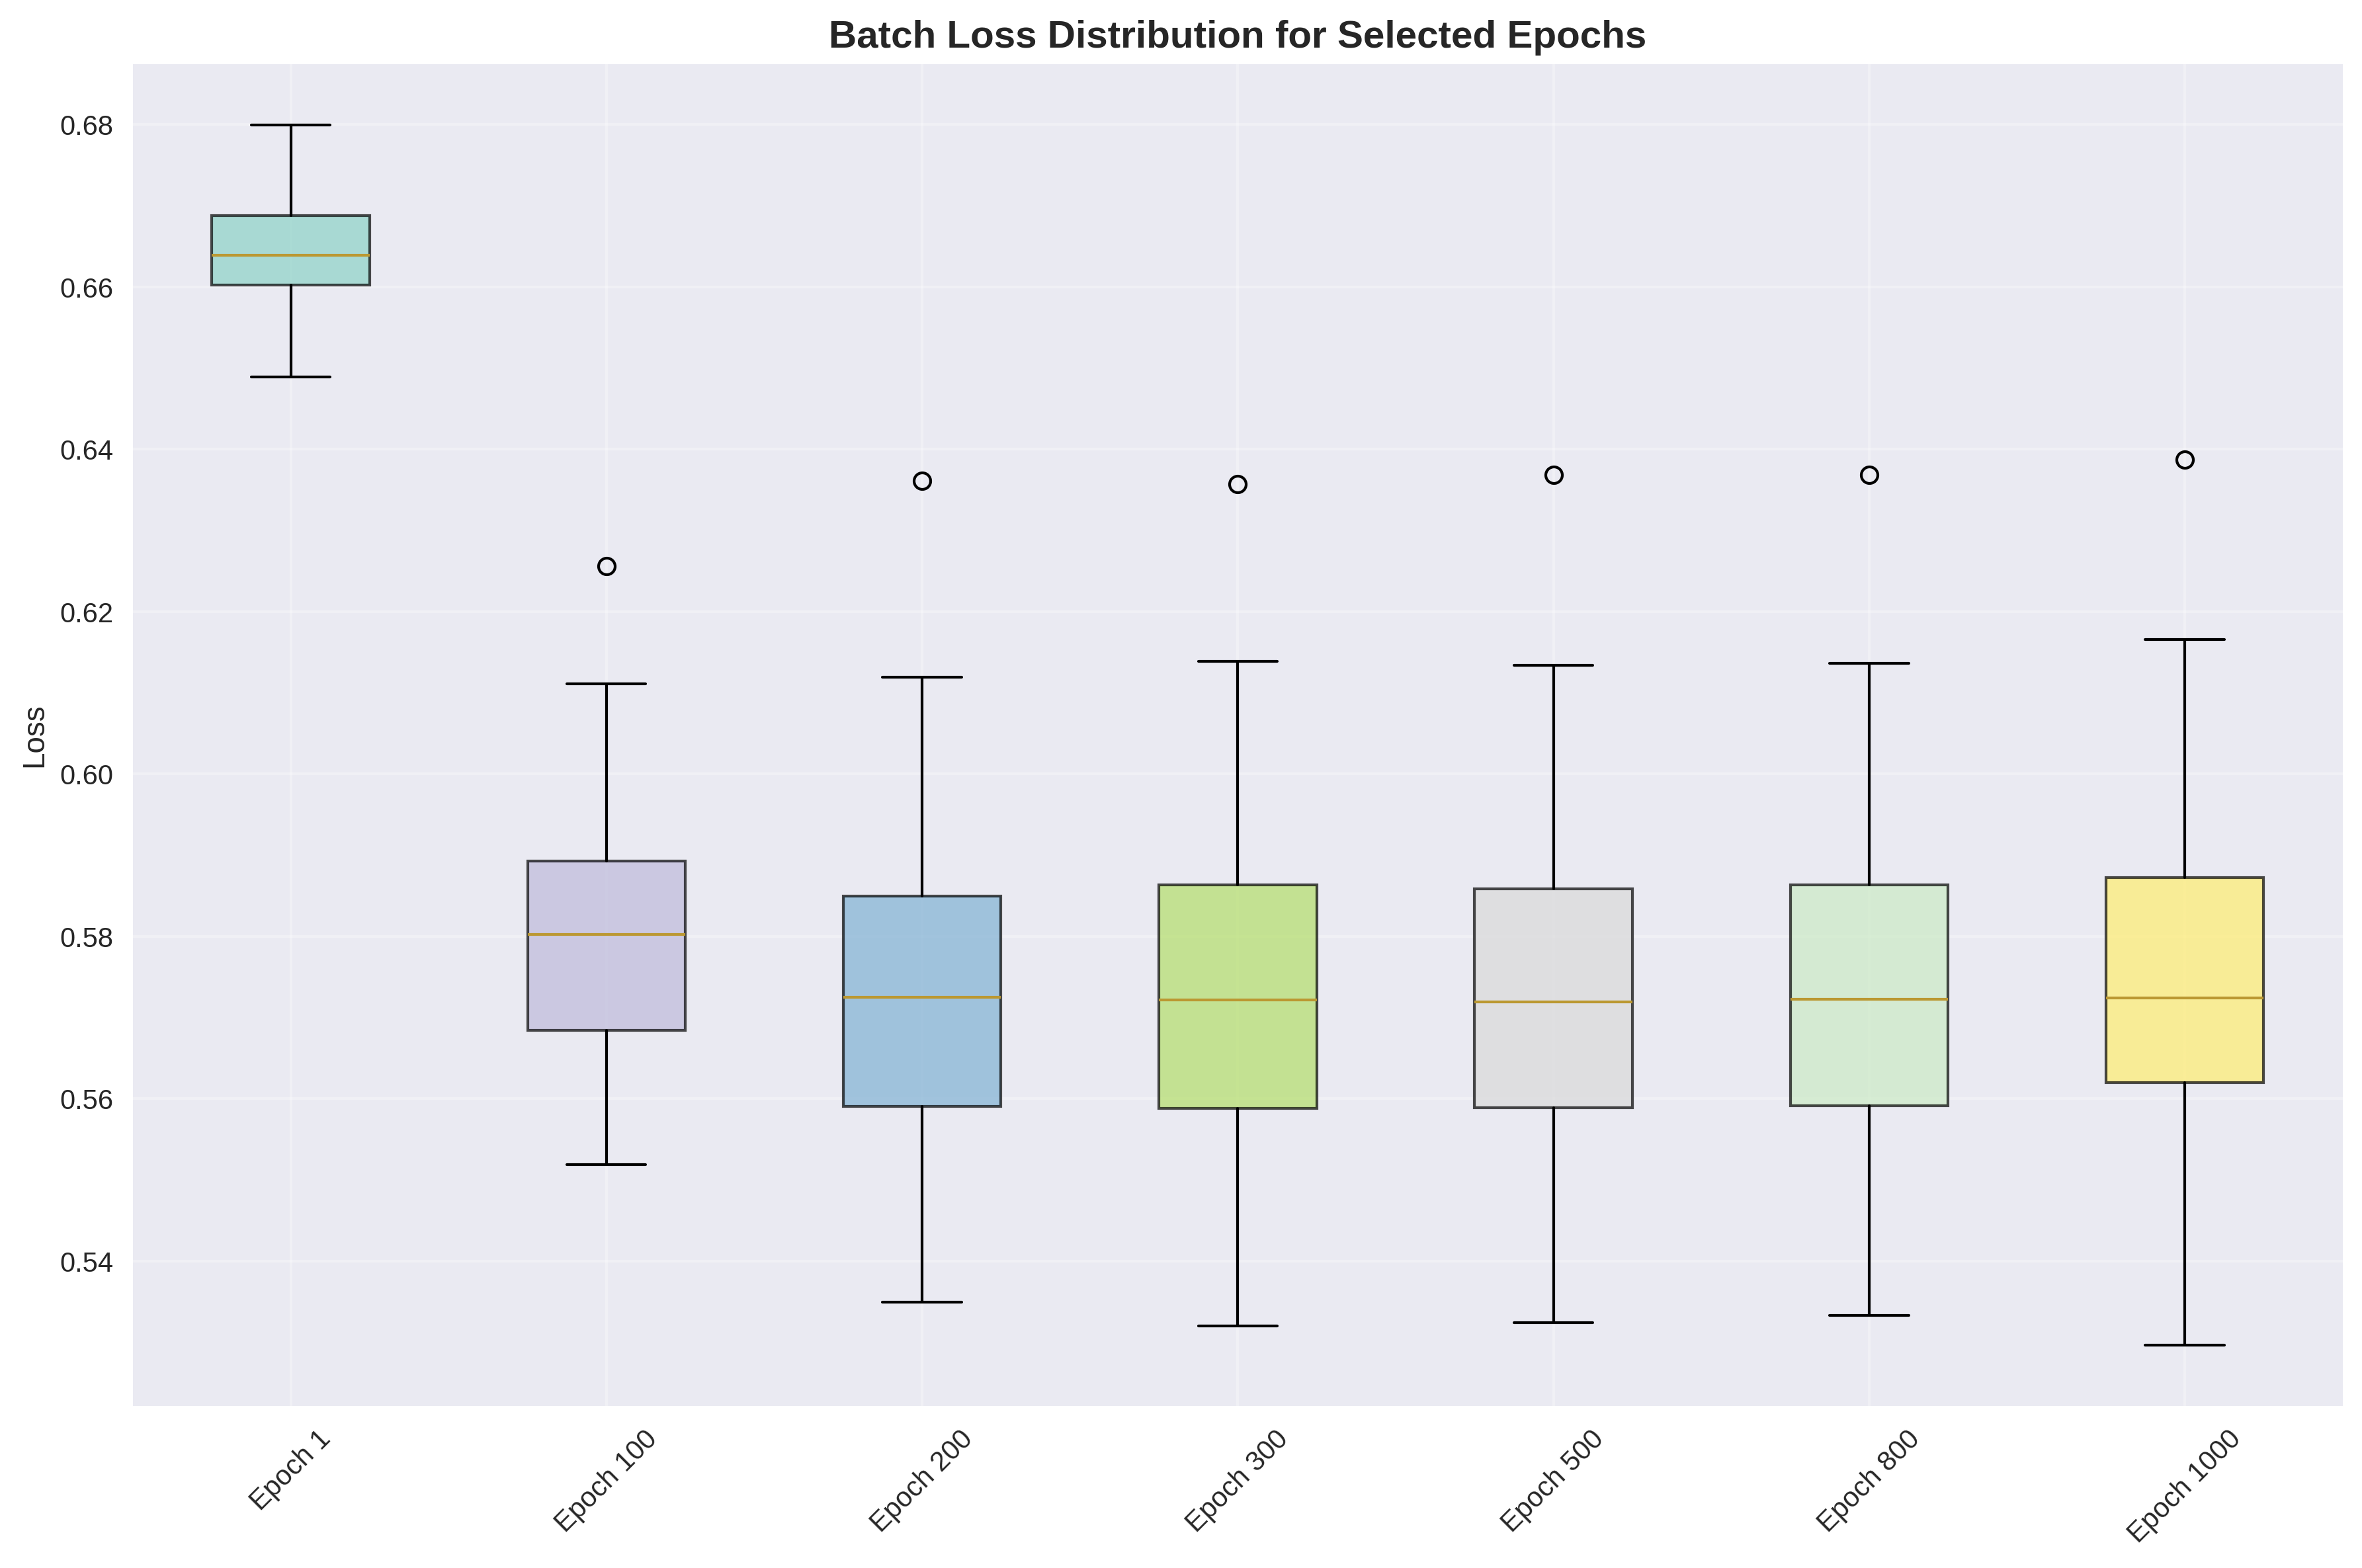 Batch Loss Distribution for Selected Epochs
0.68
0.66
0.64
0.62
0.60
0.58
0.56
0.54
Loss
Epoch 1
Epoch 100
Epoch 200
Epoch 300
Epoch 500
Epoch 800
Epoch 1000